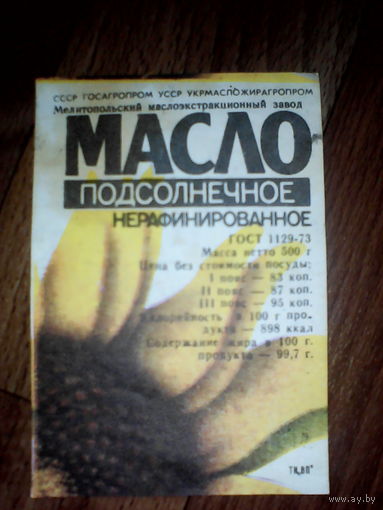 СССР ГОСАГРОПРОМ УССР УКРМАСЛОЖИРАГРОПРОМ
Мелитопольский маслоэкстракционный завод
МАСЛО
ПОДСОЛНЕЧНОЕ
НЕРАФИНИРОВАННОЕ
ГОСТ 1129-73
Масса нетто 500 г
Цена без стоимости посуды:
I пояс — 83 коп.
II пояс — 87 коп.
III пояс — 95 коп.
Калорийность в 100 г про-
дукта — 898 ккал
Содержание жира в 100 г.
продукта — 99,7 г.
www.ay.by